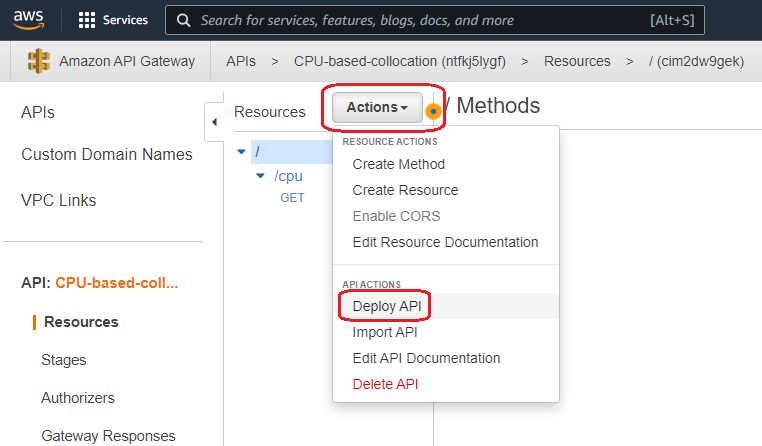 aws
Services
Search for services, features, blogs, docs, and more
[Alt+S]
Amazon API Gateway
APIs > CPU-based-collocation (ntfkj5lygf) > Resources > / (cim2dw9gek)
APIs
Custom Domain Names
VPC Links
API: CPU-based-coll...
Resources
Stages
Authorizers
Gateway Responses
Resources
Actions
/
/cpu
GET
/ Methods
RESOURCE ACTIONS
Create Method
Create Resource
Enable CORS
Edit Resource Documentation
API ACTIONS
Deploy API
Import API
Edit API Documentation
Delete API